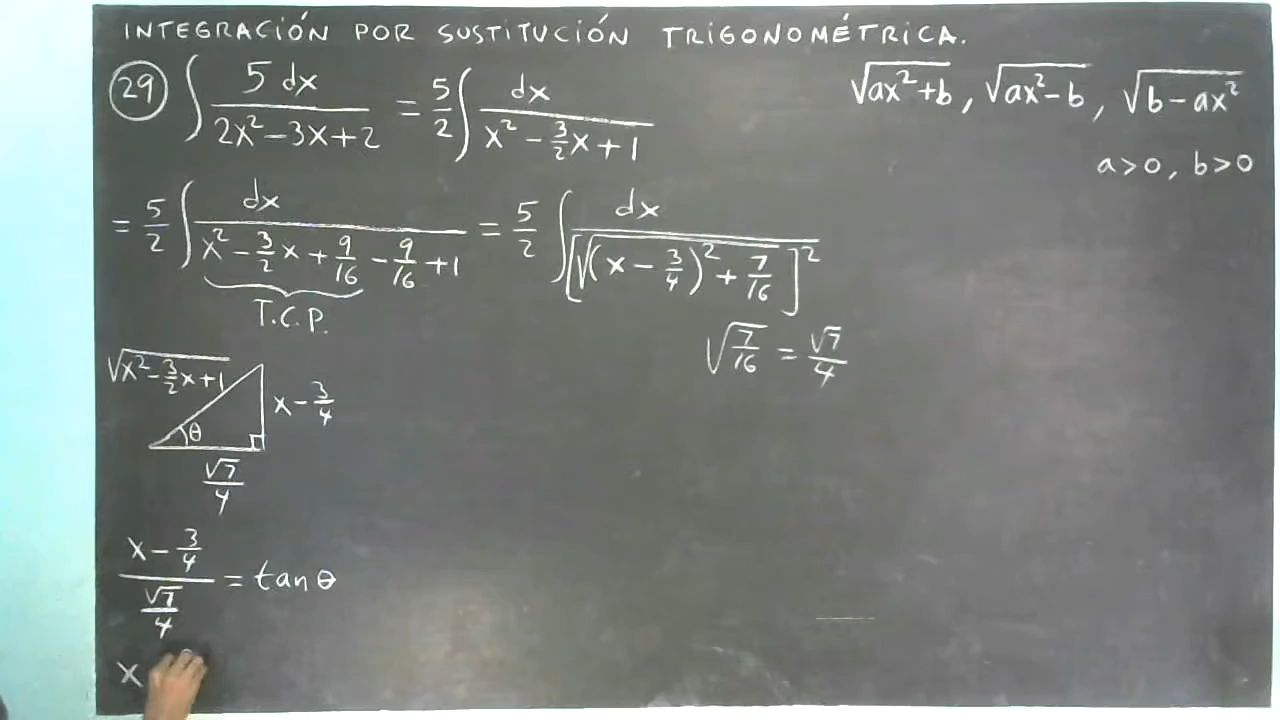 INTEGRACIÓN POR SUSTITUCIÓN TRIGONOMÉTRICA.
29 ∫ 5 dx / (2x² − 3x + 2) = 5/2 ∫ dx / (x² − 3/2 x + 1)
√(ax² + b), √(ax² − b), √(b − ax²)
a > 0, b > 0
= 5/2 ∫ dx / (x² − 3/2 x + 9/16 − 9/16 + 1) = 5/2 ∫ dx / [√((x − 3/4)² + 7/16)]²
T.C.P.
√(7/16) = √7/4
√(x² − 3/2 x + 1)
x − 3/4
θ
√7/4
(x − 3/4) / (√7/4) = tan θ
x